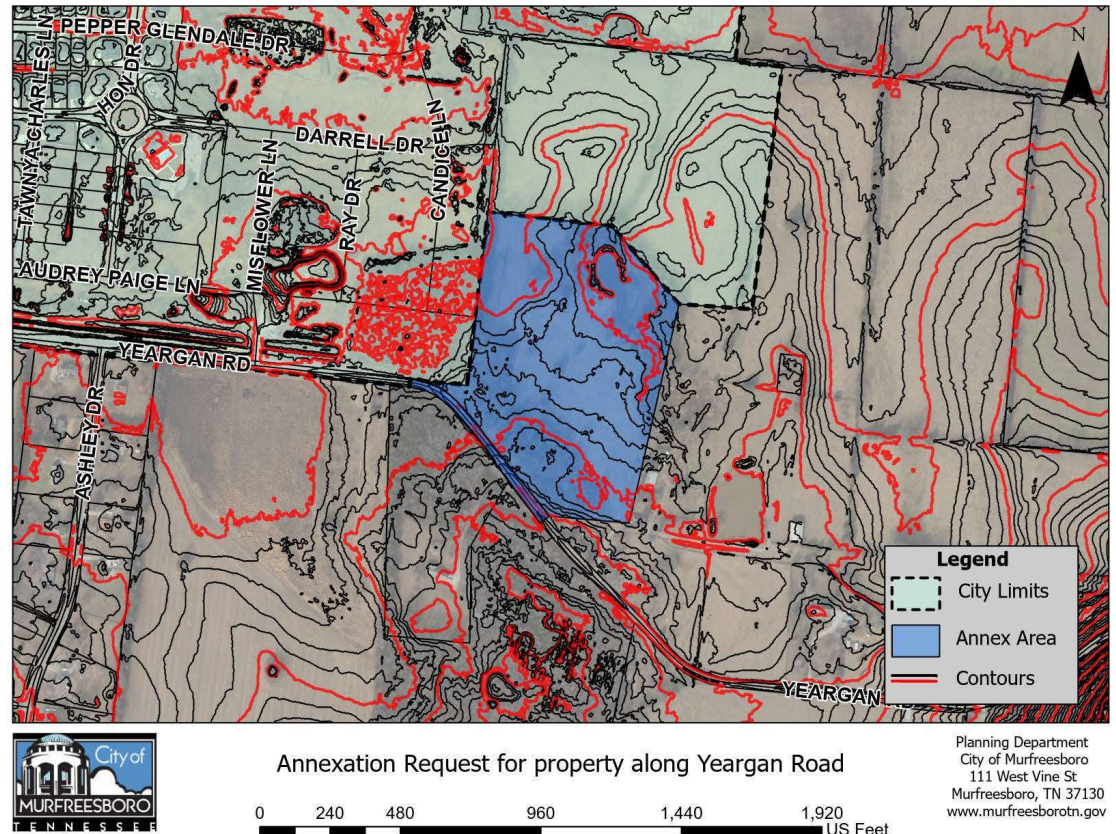 PEPPER GLENDALE DR
TAWNYA CHARLES LN
HON DR
DARRELL DR
CANDICE LN
MISFLOWER LN
RAY DR
AUDREY PAIGE LN
YEARGAN RD
ASHLEY DR
YEARGAN
N
Legend
City Limits
Annex Area
Contours
City of
MURFREESBORO
TENNESSEE
Annexation Request for property along Yeargan Road
0 240 480 960 1,440 1,920
US Feet
Planning Department
City of Murfreesboro
111 West Vine St
Murfreesboro, TN 37130
www.murfreesborotn.gov